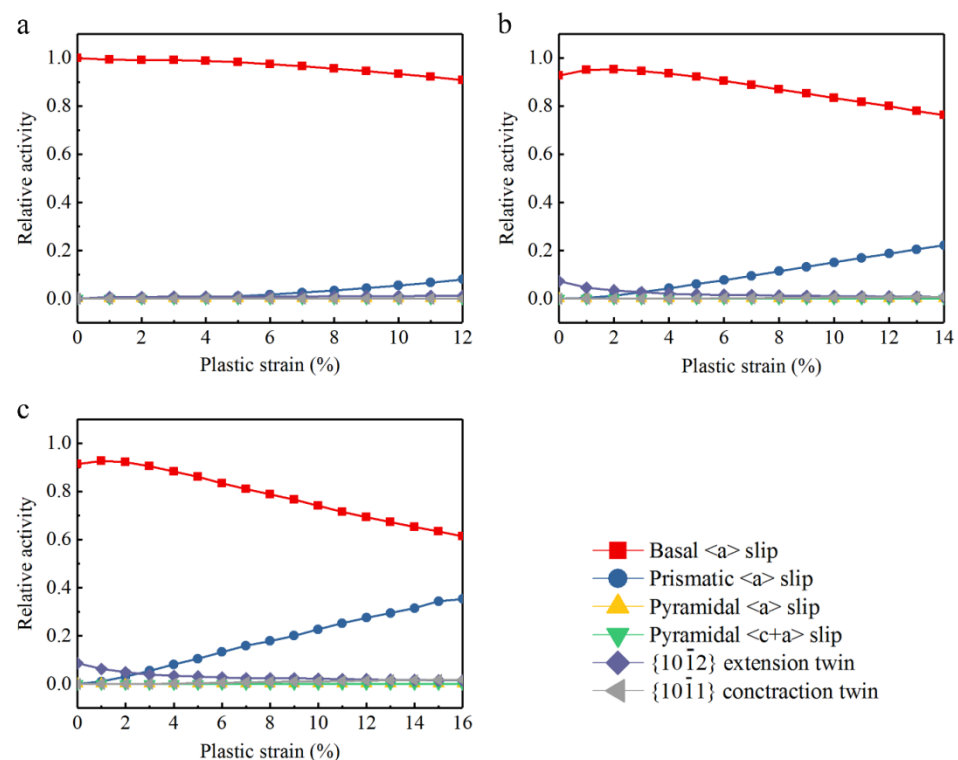 a
1.0
0.8
0.6
0.4
0.2
0.0
Relative activity
0 2 4 6 8 10 12
Plastic strain (%)
b
1.0
0.8
0.6
0.4
0.2
0.0
Relative activity
0 2 4 6 8 10 12 14
Plastic strain (%)
c
1.0
0.8
0.6
0.4
0.2
0.0
Relative activity
0 2 4 6 8 10 12 14 16
Plastic strain (%)
Basal <a> slip
Prismatic <a> slip
Pyramidal <a> slip
Pyramidal <c+a> slip
{101̄2} extension twin
{101̄1} conctraction twin